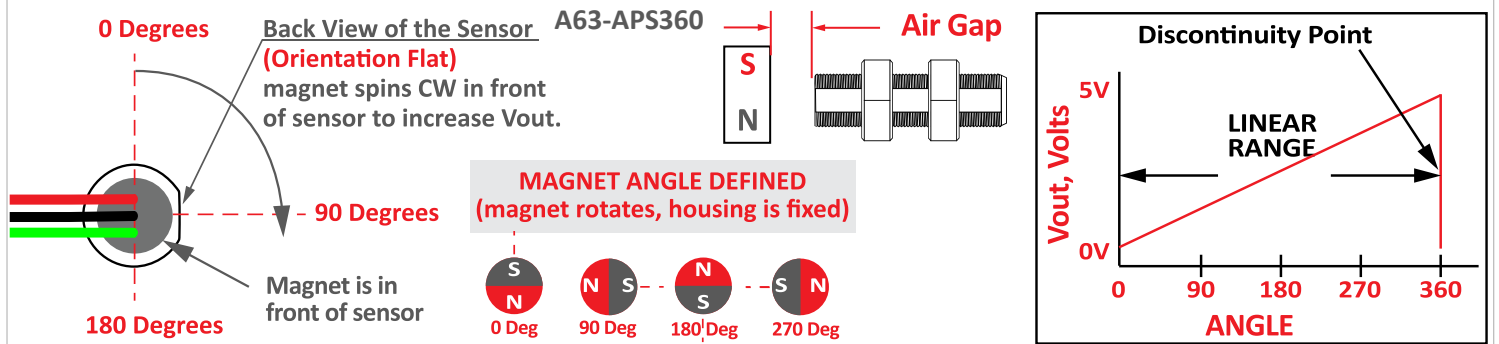 0 Degrees
Back View of the Sensor
(Orientation Flat)
magnet spins CW in front
of sensor to increase Vout.
90 Degrees
Magnet is in
front of sensor
180 Degrees
A63-APS360
Air Gap
S
N
MAGNET ANGLE DEFINED
(magnet rotates, housing is fixed)
S
N
0 Deg
N S
90 Deg
N
S
180 Deg
S N
270 Deg
Discontinuity Point
5V
LINEAR
RANGE
Vout, Volts
0V
0 90 180 270 360
ANGLE